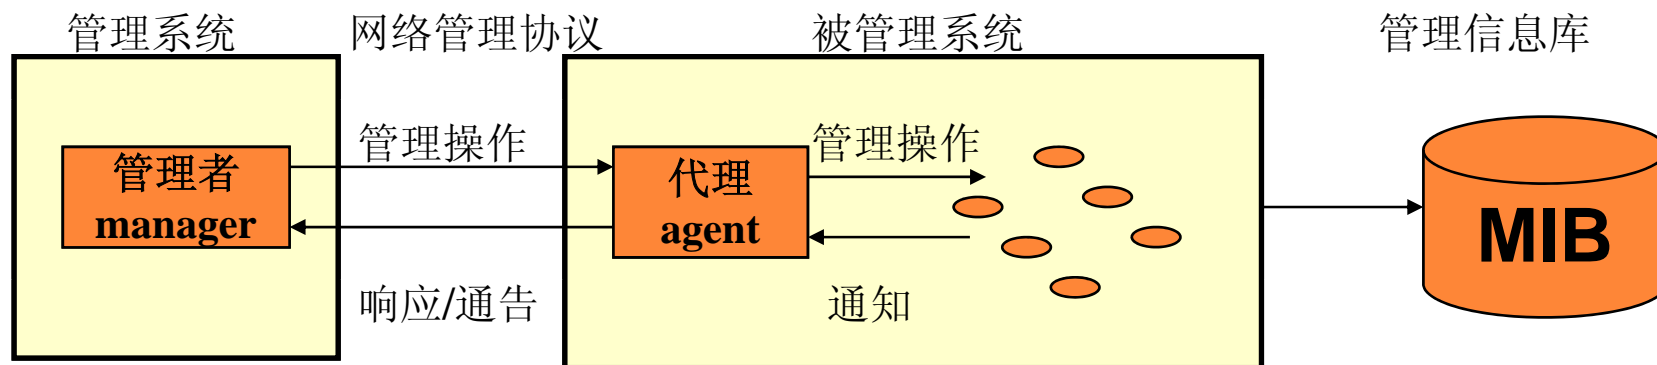 管理系统
网络管理协议
被管理系统
管理信息库
管理操作
管理操作
管理者
manager
代理
agent
MIB
响应/通告
通知